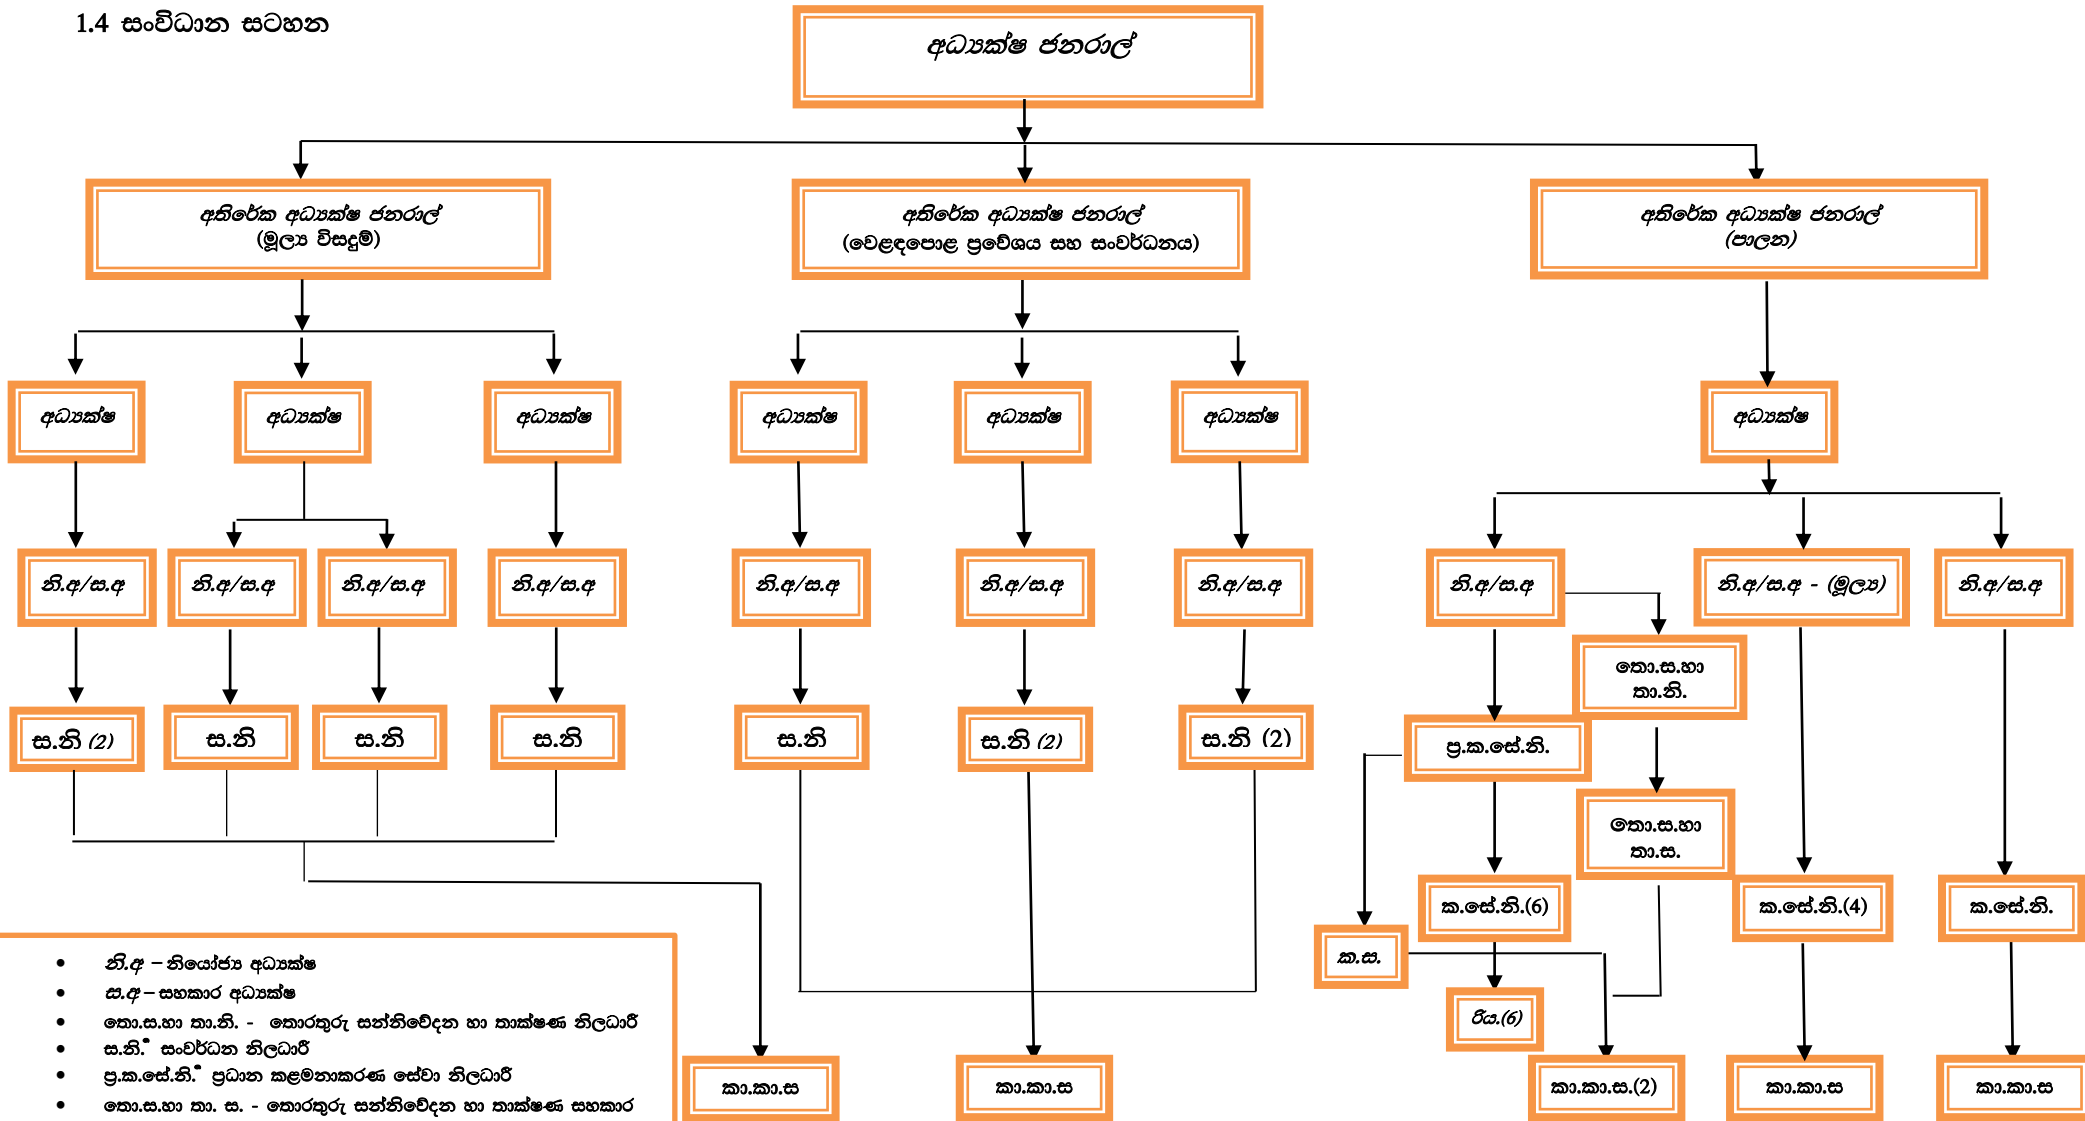 1.4 සංවිධාන සටහන
අධ්‍යක්ෂ ජනරාල්
අතිරේක අධ්‍යක්ෂ ජනරාල්
(මූල්‍ය විසදුම්)
අතිරේක අධ්‍යක්ෂ ජනරාල්
(වෙළඳපොළ ප්‍රවේශය සහ සංවර්ධනය)
අතිරේක අධ්‍යක්ෂ ජනරාල්
(පාලන)
අධ්‍යක්ෂ
අධ්‍යක්ෂ
අධ්‍යක්ෂ
අධ්‍යක්ෂ
අධ්‍යක්ෂ
අධ්‍යක්ෂ
අධ්‍යක්ෂ
නි.අ/ස.අ
නි.අ/ස.අ
නි.අ/ස.අ
නි.අ/ස.අ
නි.අ/ස.අ
නි.අ/ස.අ
නි.අ/ස.අ
නි.අ/ස.අ
නි.අ/ස.අ - (මූල්‍ය)
නි.අ/ස.අ
තො.ස.හා
තා.නි.
ස.නි (2)
ස.නි
ස.නි
ස.නි
ස.නි
ස.නි (2)
ස.නි (2)
ප්‍ර.ක.සේ.නි.
තො.ස.හා
තා.ස.
ක.සේ.නි.(6)
ක.සේ.නි.(4)
ක.සේ.නි.
ක.ස.
රිය.(6)
කා.කා.ස
කා.කා.ස
කා.කා.ස.(2)
කා.කා.ස
කා.කා.ස
• නි.අ – නියෝජ්‍ය අධ්‍යක්ෂ
• ස.අ – සහකාර අධ්‍යක්ෂ
• තො.ස.හා තා.නි. - තොරතුරු සන්නිවේදන හා තාක්ෂණ නිලධාරී
• ස.නි.ී සංවර්ධන නිලධාරී
• ප්‍ර.ක.සේ.නි.ී ප්‍රධාන කළමනාකරණ සේවා නිලධාරී
• තො.ස.හා තා. ස. - තොරතුරු සන්නිවේදන හා තාක්ෂණ සහකාර